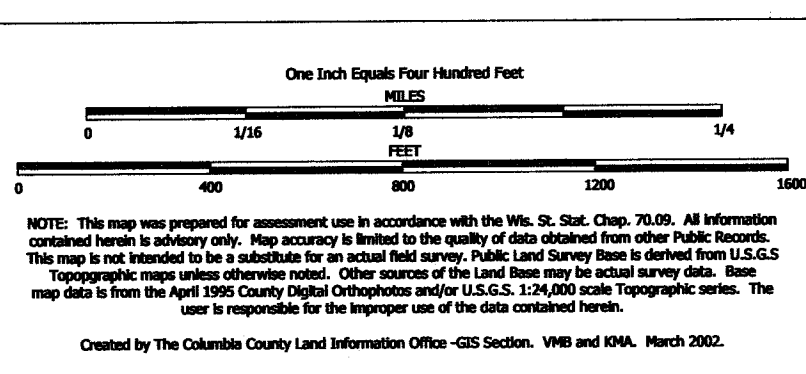 One Inch Equals Four Hundred Feet
MILES
0 1/16 1/8 1/4
FEET
0 400 800 1200 1600
NOTE: This map was prepared for assessment use in accordance with the Wis. St. Stat. Chap. 70.09. All information
contained herein is advisory only. Map accuracy is limited to the quality of data obtained from other Public Records.
This map is not intended to be a substitute for an actual field survey. Public Land Survey Base is derived from U.S.G.S
Topopgraphic maps unless otherwise noted. Other sources of the Land Base may be actual survey data. Base
map data is from the April 1995 County Digital Orthophotos and/or U.S.G.S. 1:24,000 scale Topographic series. The
user is responsible for the improper use of the data contained herein.
Created by The Columbia County Land Information Office -GIS Section. VMB and KMA. March 2002.